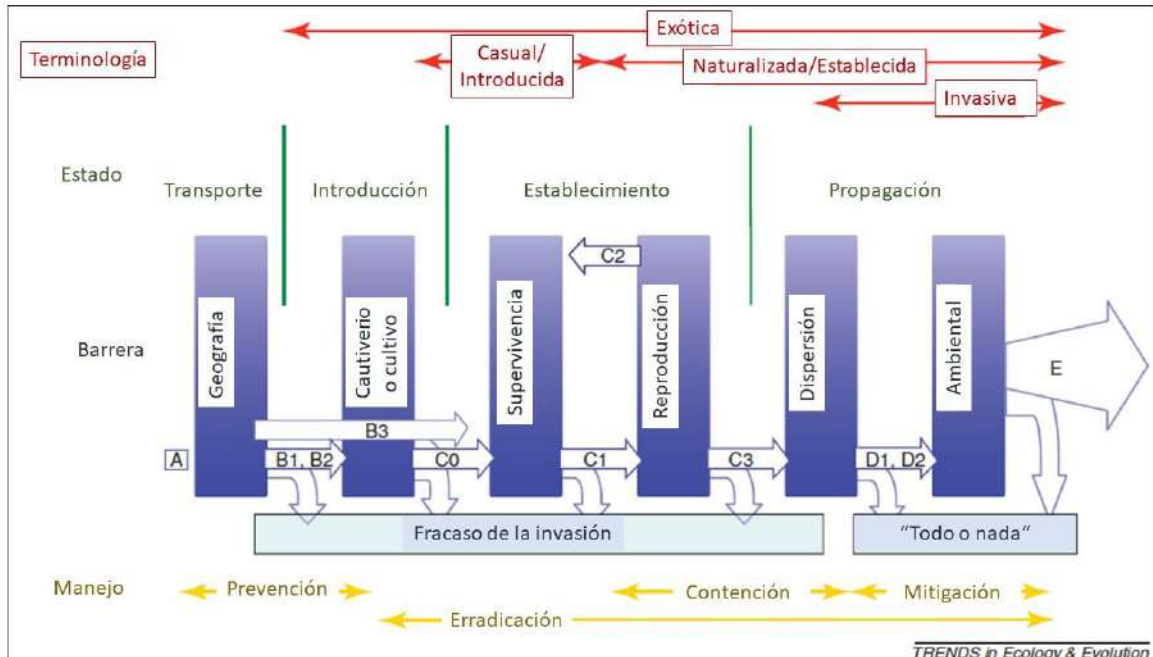 Exótica
Terminología
Casual/
Introducida
Naturalizada/Establecida
Invasiva
Estado
Transporte
Introducción
Establecimiento
Propagación
C2
Barrera
Geografía
Cautiverio
o cultivo
Supervivencia
Reproducción
Dispersión
Ambiental
E
B3
A
B1, B2
C0
C1
C3
D1, D2
Fracaso de la invasión
“Todo o nada“
Manejo
Prevención
Contención
Mitigación
Erradicación
TRENDS in Ecology & Evolution